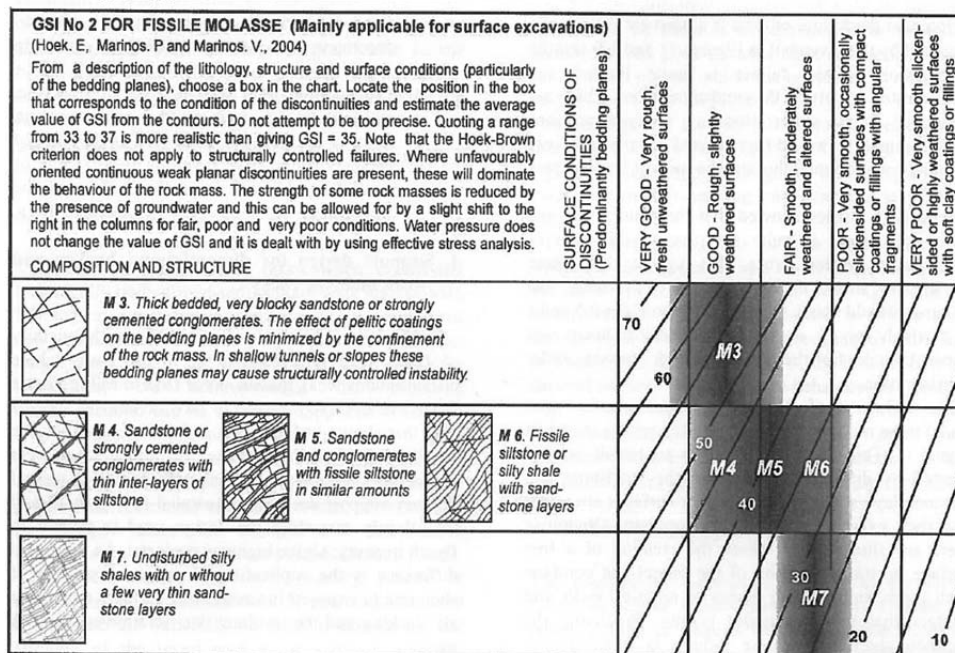 GSI No 2 FOR FISSILE MOLASSE (Mainly applicable for surface excavations)
(Hoek. E, Marinos. P and Marinos. V., 2004)
From a description of the lithology, structure and surface conditions (particularly
of the bedding planes), choose a box in the chart. Locate the position in the box
that corresponds to the condition of the discontinuities and estimate the average
value of GSI from the contours. Do not attempt to be too precise. Quoting a range
from 33 to 37 is more realistic than giving GSI = 35. Note that the Hoek-Brown
criterion does not apply to structurally controlled failures. Where unfavourably
oriented continuous weak planar discontinuities are present, these will dominate
the behaviour of the rock mass. The strength of some rock masses is reduced by
the presence of groundwater and this can be allowed for by a slight shift to the
right in the columns for fair, poor and very poor conditions. Water pressure does
not change the value of GSI and it is dealt with by using effective stress analysis.
COMPOSITION AND STRUCTURE
SURFACE CONDITIONS OF
DISCONTINUITIES
(Predominantly bedding planes)
VERY GOOD - Very rough,
fresh unweathered surfaces
GOOD - Rough, slightly
weathered surfaces
FAIR - Smooth, moderately
weathered and altered surfaces
POOR - Very smooth, occasionally
slickensided surfaces with compact
coatings or fillings with angular
fragments
VERY POOR - Very smooth slicken-
sided or highly weathered surfaces
with soft clay coatings or fillings
M 3. Thick bedded, very blocky sandstone or strongly
cemented conglomerates. The effect of pelitic coatings
on the bedding planes is minimized by the confinement
of the rock mass. In shallow tunnels or slopes these
bedding planes may cause structurally controlled instability.
70
M3
60
M 4. Sandstone or
strongly cemented
conglomerates with
thin inter-layers of
siltstone
M 5. Sandstone
and conglomerates
with fissile siltstone
in similar amounts
M 6. Fissile
siltstone or
silty shale
with sand-
stone layers
50
M4 M5 M6
40
M 7. Undisturbed silty
shales with or without
a few very thin sand-
stone layers
30
M7
20 10